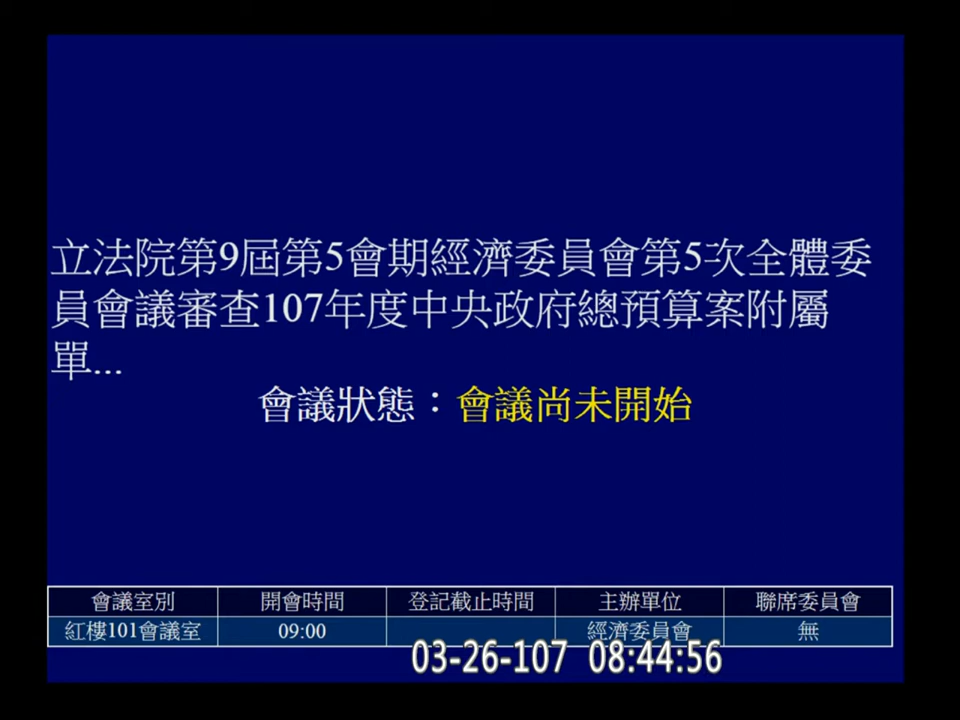 立法院第9屆第5會期經濟委員會第5次全體委
員會議審查107年度中央政府總預算案附屬
單...
會議狀態：會議尚未開始
會議室別 開會時間 登記截止時間 主辦單位 聯席委員會
紅樓101會議室 09:00 經濟委員會 無
03-26-107 08:44:56